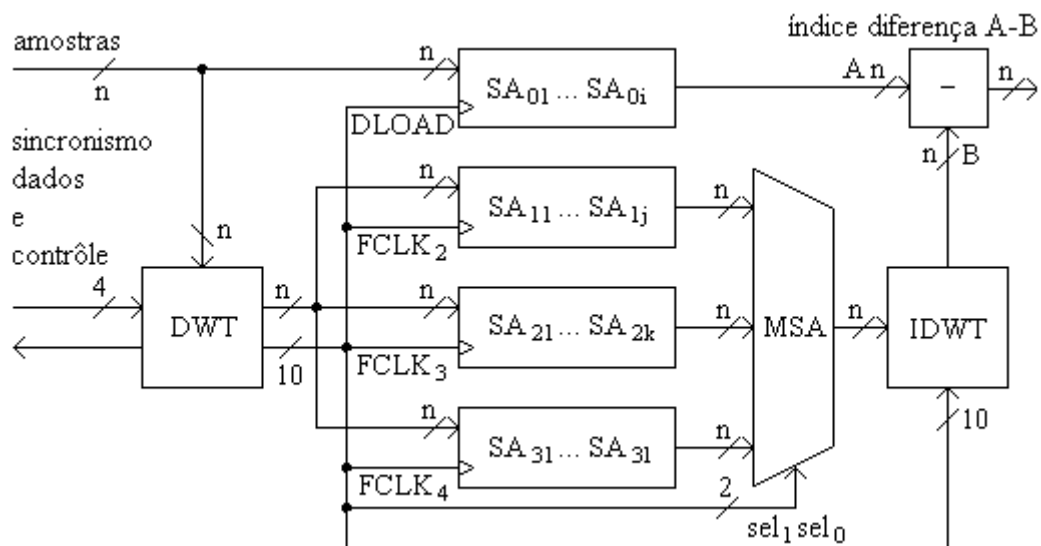 índice diferença A-B
amostras
n
n
SA01 ... SA0i
A n
−
n
DLOAD
n B
sincronismo
dados
e
contrôle
n
n
SA11 ... SA1j
n
FCLK2
4
DWT
n
10
n
SA21 ... SA2k
n
FCLK3
MSA
n
IDWT
10
n
SA31 ... SA3l
n
FCLK4
2
sel1 sel0